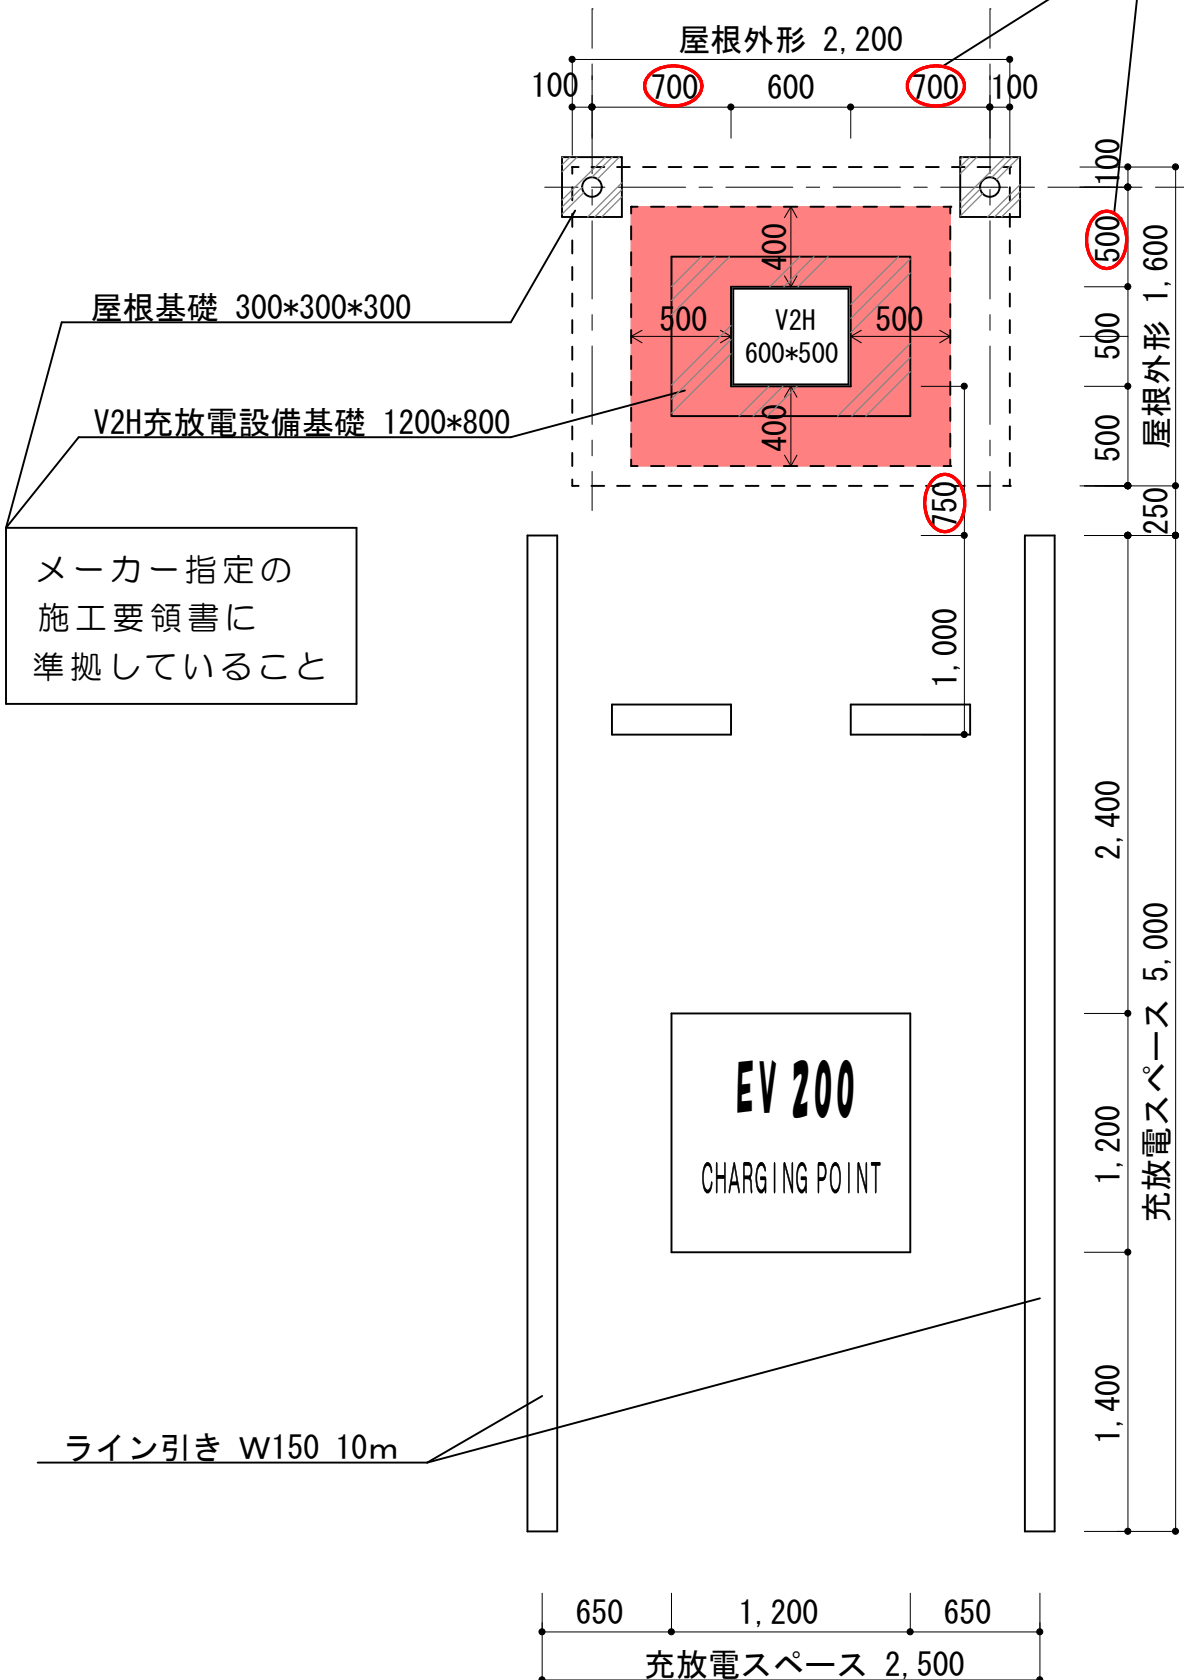 屋根外形 2,200
100 700 600 700 100
100
500
500
500
屋根外形 1,600
250
400
500
V2H
600*500
500
400
屋根基礎 300*300*300
V2H充放電設備基礎 1200*800
メーカー指定の
施工要領書に
準拠していること
750
1,000
2,400
1,200
1,400
充放電スペース 5,000
EV 200
CHARGING POINT
ライン引き W150 10m
650 1,200 650
充放電スペース 2,500